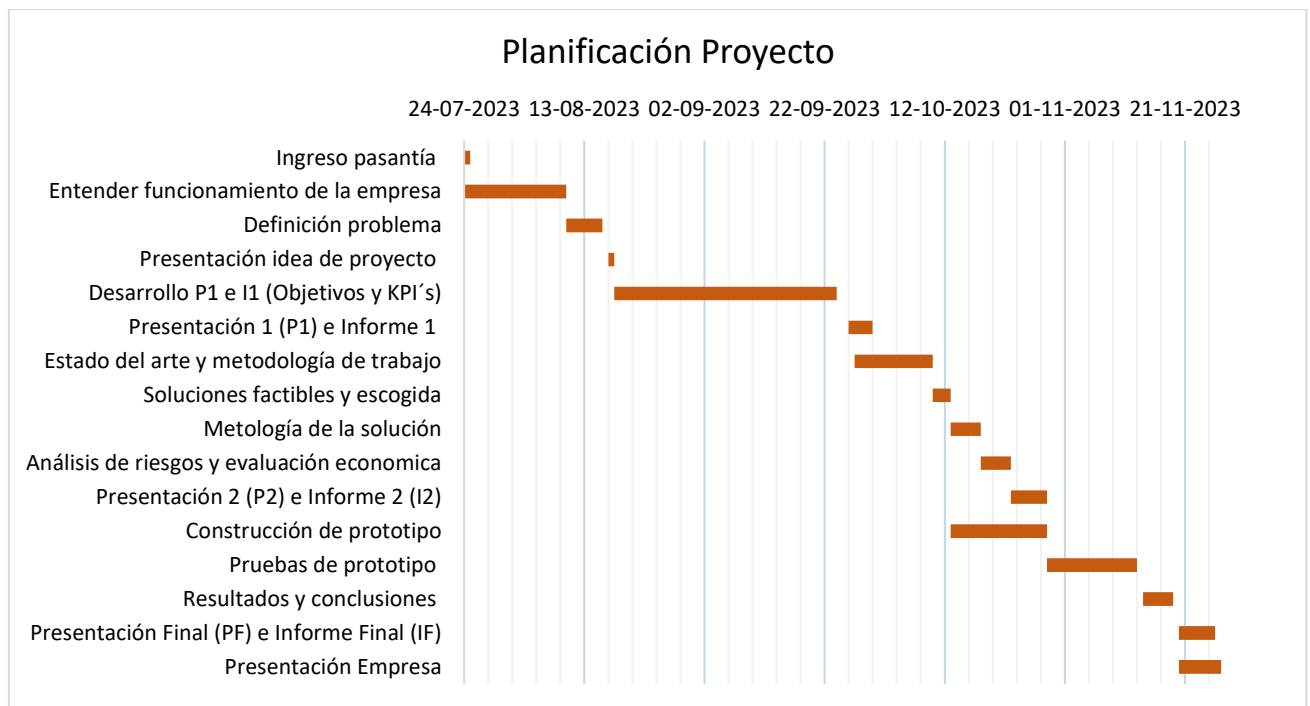 Planificación Proyecto
24-07-2023 13-08-2023 02-09-2023 22-09-2023 12-10-2023 01-11-2023 21-11-2023
Ingreso pasantía
Entender funcionamiento de la empresa
Definición problema
Presentación idea de proyecto
Desarrollo P1 e I1 (Objetivos y KPI´s)
Presentación 1 (P1) e Informe 1
Estado del arte y metodología de trabajo
Soluciones factibles y escogida
Metología de la solución
Análisis de riesgos y evaluación economica
Presentación 2 (P2) e Informe 2 (I2)
Construcción de prototipo
Pruebas de prototipo
Resultados y conclusiones
Presentación Final (PF) e Informe Final (IF)
Presentación Empresa